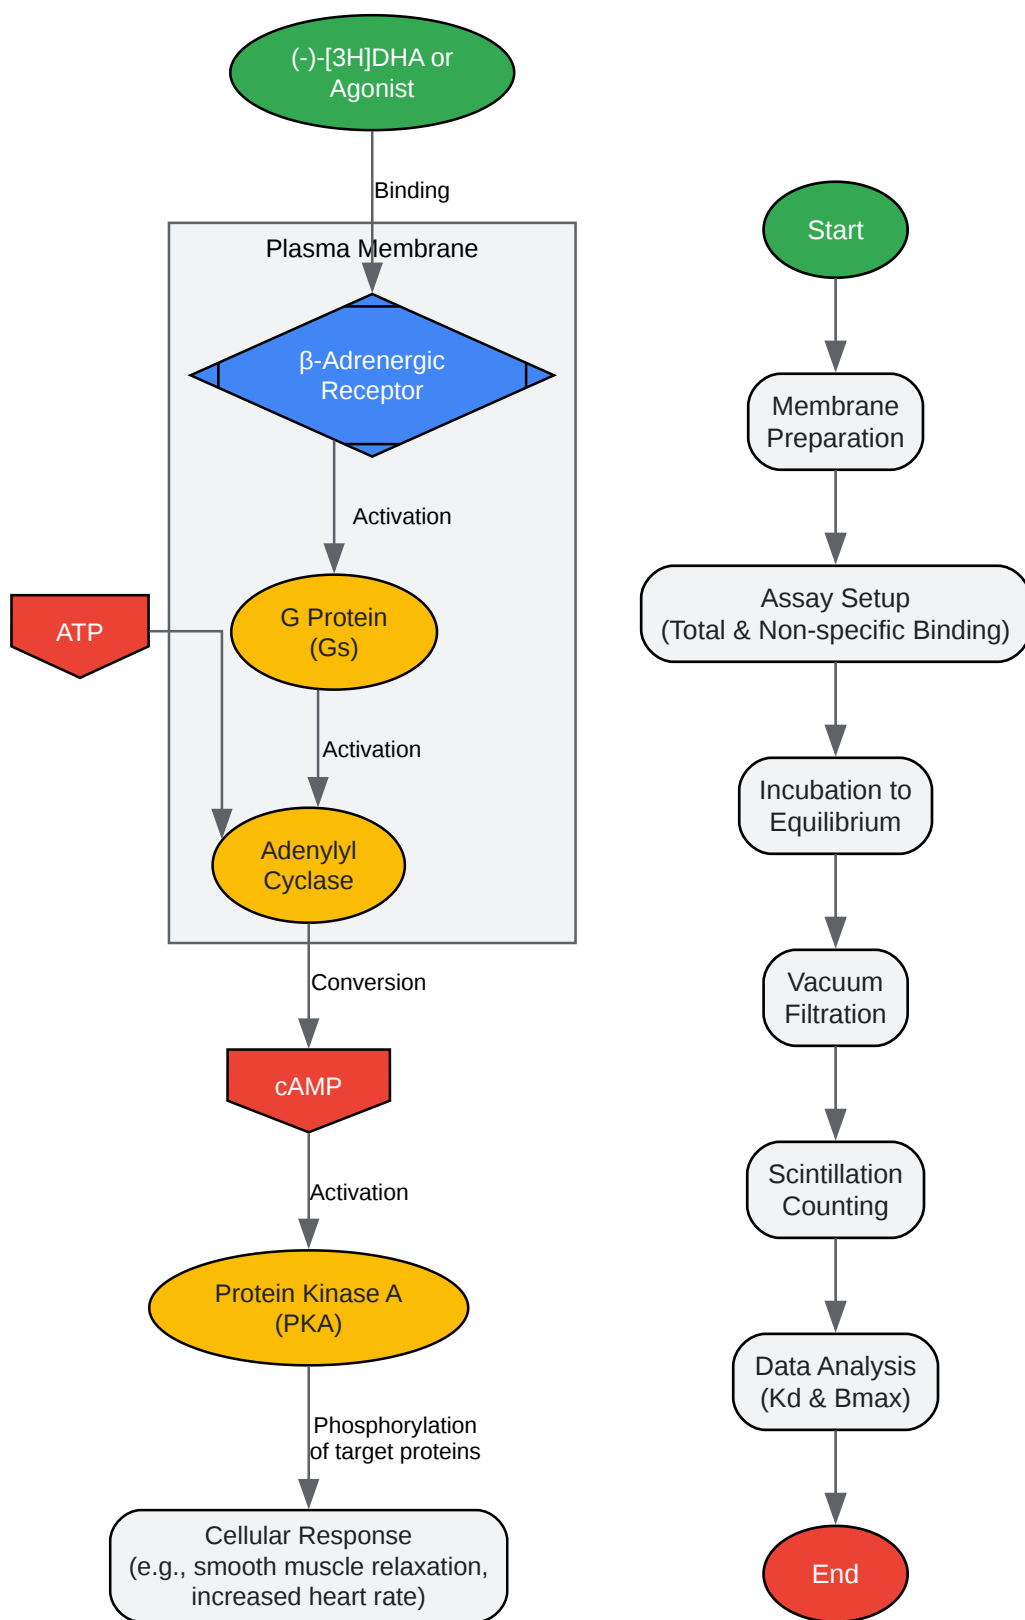 (-)-[3H]DHA or
Agonist
Binding
Plasma Membrane
β-Adrenergic
Receptor
Activation
G Protein
(Gs)
ATP
Activation
Adenylyl
Cyclase
Conversion
cAMP
Activation
Protein Kinase A
(PKA)
Phosphorylation
of target proteins
Cellular Response
(e.g., smooth muscle relaxation,
increased heart rate)
Start
Membrane
Preparation
Assay Setup
(Total & Non-specific Binding)
Incubation to
Equilibrium
Vacuum
Filtration
Scintillation
Counting
Data Analysis
(Kd & Bmax)
End